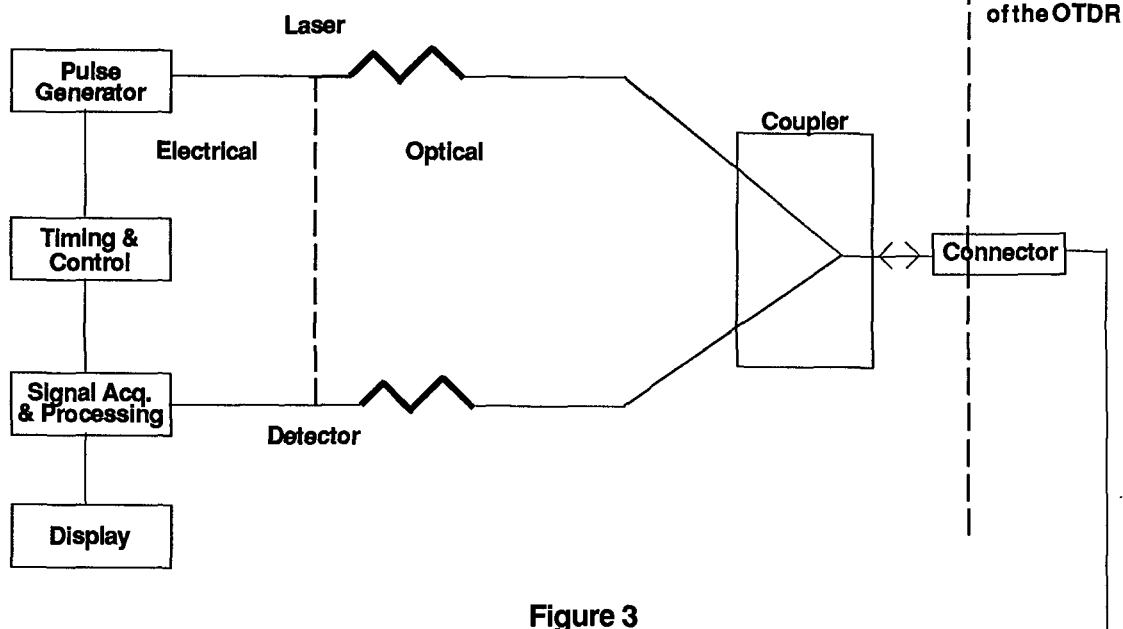 of the OTDR
Laser
Pulse
Generator
Coupler
Electrical
Optical
Timing &
Control
Connector
Signal Acq.
& Processing
Detector
Display
Figure 3